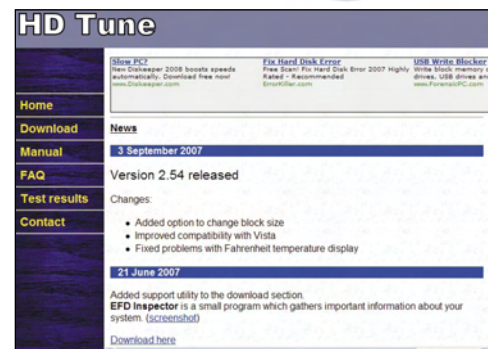 HD Tune
Slow PC?
New Diskeeper 2008 boosts speeds
automatically. Download free now!
www.Diskeeper.com
Fix Hard Disk Error
Free Scan! Fix Hard Disk Error 2007 Highly
Rated - Recommended
ErrorKiller.com
USB Write Blocker
Write block memory
drives, USB drives an
www.ForensicPC.com
Home
Download
Manual
FAQ
Test results
Contact
News
3 September 2007
Version 2.54 released
Changes:
• Added option to change block size
• Improved compatibility with Vista
• Fixed problems with Fahrenheit temperature display
21 June 2007
Added support utility to the download section.
EFD Inspector is a small program which gathers important information about your
system. (screenshot)
Download here